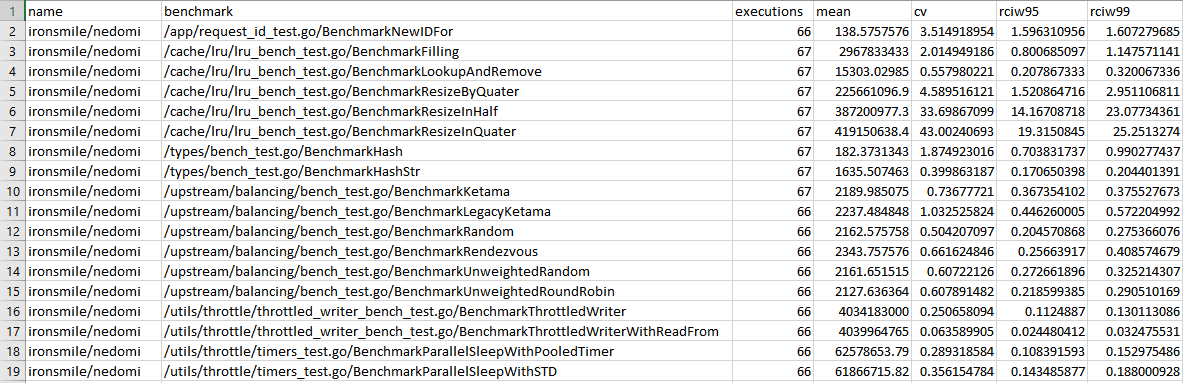 1 name benchmark executions mean cv rciw95 rciw99
2 ironsmile/nedomi /app/request_id_test.go/BenchmarkNewIDFor 66 138.5757576 3.514918954 1.596310956 1.607279685
3 ironsmile/nedomi /cache/lru/lru_bench_test.go/BenchmarkFilling 67 2967833433 2.014949186 0.800685097 1.147571141
4 ironsmile/nedomi /cache/lru/lru_bench_test.go/BenchmarkLookupAndRemove 67 15303.02985 0.557980221 0.207867333 0.320067336
5 ironsmile/nedomi /cache/lru/lru_bench_test.go/BenchmarkResizeByQuater 67 225661096.9 4.589516121 1.520864716 2.951106811
6 ironsmile/nedomi /cache/lru/lru_bench_test.go/BenchmarkResizeInHalf 67 387200977.3 33.69867099 14.16708718 23.07734361
7 ironsmile/nedomi /cache/lru/lru_bench_test.go/BenchmarkResizeInQuater 67 419150638.4 43.00240693 19.3150845 25.2513274
8 ironsmile/nedomi /types/bench_test.go/BenchmarkHash 67 182.3731343 1.874923016 0.703831737 0.990277437
9 ironsmile/nedomi /types/bench_test.go/BenchmarkHashStr 67 1635.507463 0.399863187 0.170650398 0.204401391
10 ironsmile/nedomi /upstream/balancing/bench_test.go/BenchmarkKetama 67 2189.985075 0.73677721 0.367354102 0.375527673
11 ironsmile/nedomi /upstream/balancing/bench_test.go/BenchmarkLegacyKetama 66 2237.484848 1.032525824 0.446260005 0.572204992
12 ironsmile/nedomi /upstream/balancing/bench_test.go/BenchmarkRandom 66 2162.575758 0.504207097 0.204570868 0.275366076
13 ironsmile/nedomi /upstream/balancing/bench_test.go/BenchmarkRendezvous 66 2343.757576 0.661624846 0.25663917 0.408574679
14 ironsmile/nedomi /upstream/balancing/bench_test.go/BenchmarkUnweightedRandom 66 2161.651515 0.60722126 0.272661896 0.325214307
15 ironsmile/nedomi /upstream/balancing/bench_test.go/BenchmarkUnweightedRoundRobin 66 2127.636364 0.607891482 0.218599385 0.290510169
16 ironsmile/nedomi /utils/throttle/throttled_writer_bench_test.go/BenchmarkThrottledWriter 66 4034183000 0.250658094 0.1124887 0.130113086
17 ironsmile/nedomi /utils/throttle/throttled_writer_bench_test.go/BenchmarkThrottledWriterWithReadFrom 66 4039964765 0.063589905 0.024480412 0.032475531
18 ironsmile/nedomi /utils/throttle/timers_test.go/BenchmarkParallelSleepWithPooledTimer 66 62578653.79 0.289318584 0.108391593 0.152975486
19 ironsmile/nedomi /utils/throttle/timers_test.go/BenchmarkParallelSleepWithSTD 66 61866715.82 0.356154784 0.143485877 0.188000928